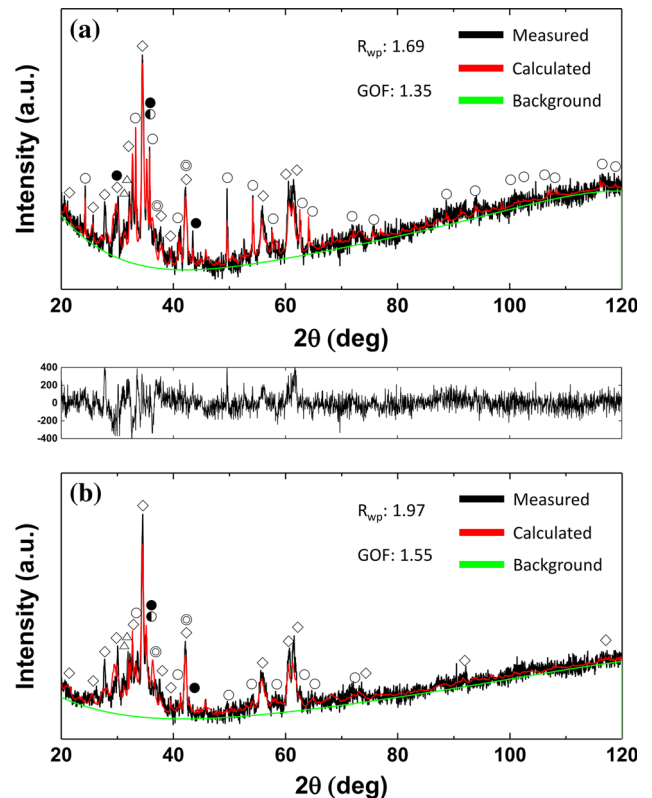 (a)
R_wp: 1.69
GOF: 1.35
Measured
Calculated
Background
Intensity (a.u.)
20 40 60 80 100 120
2θ (deg)
400
200
0
-200
-400
(b)
R_wp: 1.97
GOF: 1.55
Measured
Calculated
Background
Intensity (a.u.)
20 40 60 80 100 120
2θ (deg)